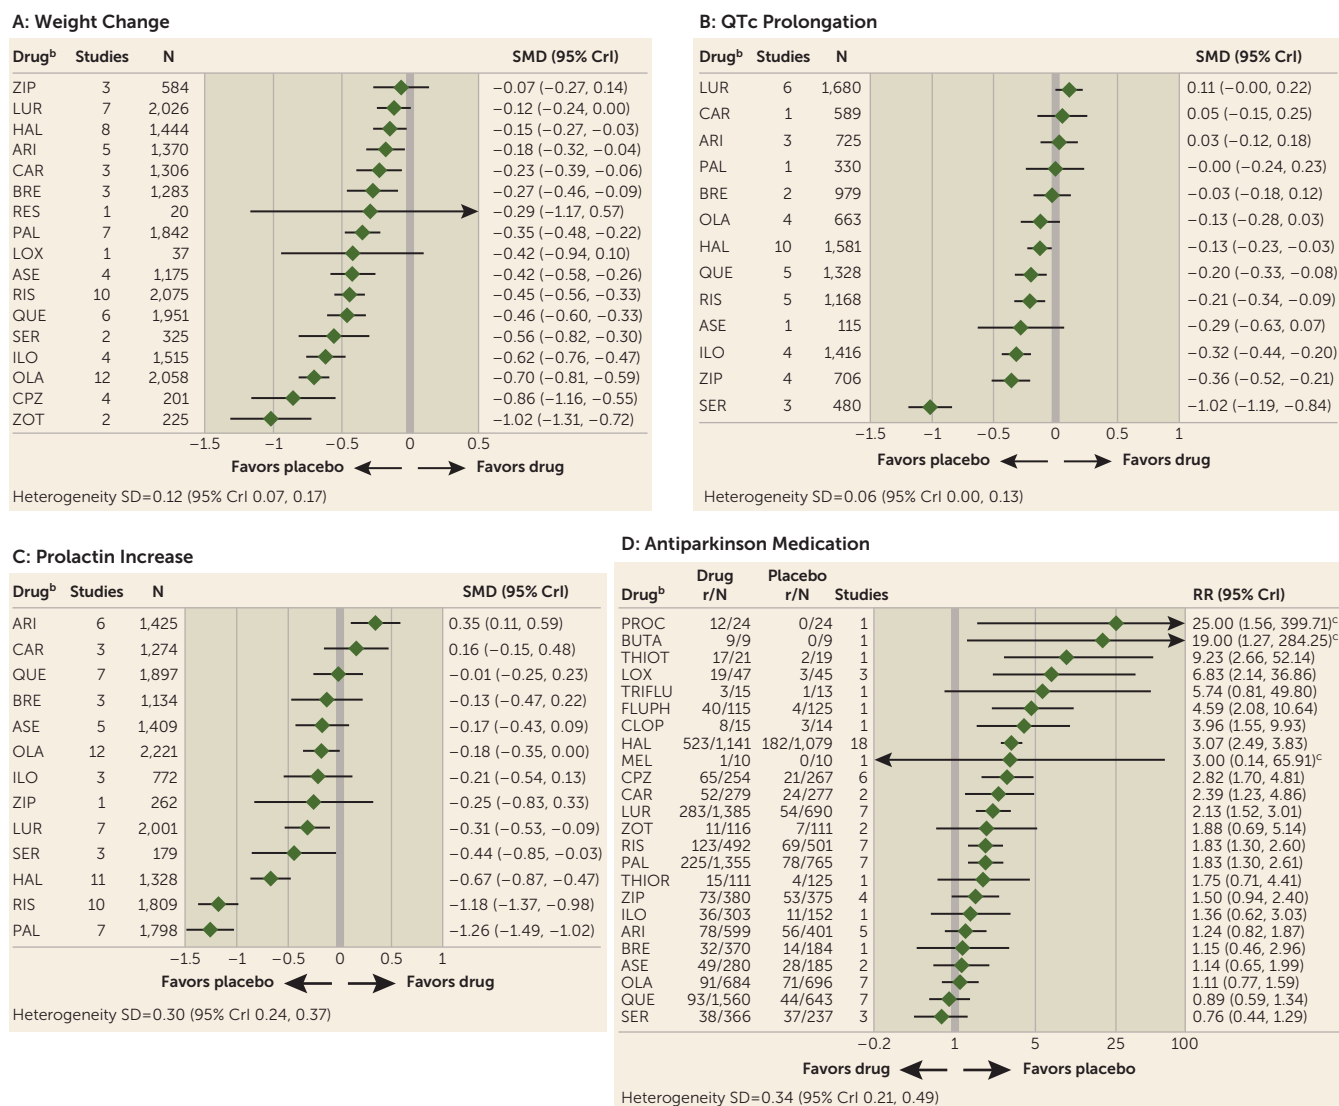 A: Weight Change
Drugᵇ Studies N SMD (95% CrI)
ZIP 3 584 −0.07 (−0.27, 0.14)
LUR 7 2,026 −0.12 (−0.24, 0.00)
HAL 8 1,444 −0.15 (−0.27, −0.03)
ARI 5 1,370 −0.18 (−0.32, −0.04)
CAR 3 1,306 −0.23 (−0.39, −0.06)
BRE 3 1,283 −0.27 (−0.46, −0.09)
RES 1 20 −0.29 (−1.17, 0.57)
PAL 7 1,842 −0.35 (−0.48, −0.22)
LOX 1 37 −0.42 (−0.94, 0.10)
ASE 4 1,175 −0.42 (−0.58, −0.26)
RIS 10 2,075 −0.45 (−0.56, −0.33)
QUE 6 1,951 −0.46 (−0.60, −0.33)
SER 2 325 −0.56 (−0.82, −0.30)
ILO 4 1,515 −0.62 (−0.76, −0.47)
OLA 12 2,058 −0.70 (−0.81, −0.59)
CPZ 4 201 −0.86 (−1.16, −0.55)
ZOT 2 225 −1.02 (−1.31, −0.72)
−1.5 −1 −0.5 0 0.5
Favors placebo Favors drug
Heterogeneity SD=0.12 (95% CrI 0.07, 0.17)
B: QTc Prolongation
Drugᵇ Studies N SMD (95% CrI)
LUR 6 1,680 0.11 (−0.00, 0.22)
CAR 1 589 0.05 (−0.15, 0.25)
ARI 3 725 0.03 (−0.12, 0.18)
PAL 1 330 −0.00 (−0.24, 0.23)
BRE 2 979 −0.03 (−0.18, 0.12)
OLA 4 663 −0.13 (−0.28, 0.03)
HAL 10 1,581 −0.13 (−0.23, −0.03)
QUE 5 1,328 −0.20 (−0.33, −0.08)
RIS 5 1,168 −0.21 (−0.34, −0.09)
ASE 1 115 −0.29 (−0.63, 0.07)
ILO 4 1,416 −0.32 (−0.44, −0.20)
ZIP 4 706 −0.36 (−0.52, −0.21)
SER 3 480 −1.02 (−1.19, −0.84)
−1.5 −1 −0.5 0 0.5 1
Favors placebo Favors drug
Heterogeneity SD=0.06 (95% CrI 0.00, 0.13)
C: Prolactin Increase
Drugᵇ Studies N SMD (95% CrI)
ARI 6 1,425 0.35 (0.11, 0.59)
CAR 3 1,274 0.16 (−0.15, 0.48)
QUE 7 1,897 −0.01 (−0.25, 0.23)
BRE 3 1,134 −0.13 (−0.47, 0.22)
ASE 5 1,409 −0.17 (−0.43, 0.09)
OLA 12 2,221 −0.18 (−0.35, 0.00)
ILO 3 772 −0.21 (−0.54, 0.13)
ZIP 1 262 −0.25 (−0.83, 0.33)
LUR 7 2,001 −0.31 (−0.53, −0.09)
SER 3 179 −0.44 (−0.85, −0.03)
HAL 11 1,328 −0.67 (−0.87, −0.47)
RIS 10 1,809 −1.18 (−1.37, −0.98)
PAL 7 1,798 −1.26 (−1.49, −1.02)
−1.5 −1 −0.5 0 0.5 1
Favors placebo Favors drug
Heterogeneity SD=0.30 (95% CrI 0.24, 0.37)
D: Antiparkinson Medication
Drug Placebo
Drugᵇ r/N r/N Studies RR (95% CrI)
PROC 12/24 0/24 1 25.00 (1.56, 399.71)ᶜ
BUTA 9/9 0/9 1 19.00 (1.27, 284.25)ᶜ
THIOT 17/21 2/19 1 9.23 (2.66, 52.14)
LOX 19/47 3/45 3 6.83 (2.14, 36.86)
TRIFLU 3/15 1/13 1 5.74 (0.81, 49.80)
FLUPH 40/115 4/125 1 4.59 (2.08, 10.64)
CLOP 8/15 3/14 1 3.96 (1.55, 9.93)
HAL 523/1,141 182/1,079 18 3.07 (2.49, 3.83)
MEL 1/10 0/10 1 3.00 (0.14, 65.91)ᶜ
CPZ 65/254 21/267 6 2.82 (1.70, 4.81)
CAR 52/279 24/277 2 2.39 (1.23, 4.86)
LUR 283/1,385 54/690 7 2.13 (1.52, 3.01)
ZOT 11/116 7/111 2 1.88 (0.69, 5.14)
RIS 123/492 69/501 7 1.83 (1.30, 2.60)
PAL 225/1,355 78/765 7 1.83 (1.30, 2.61)
THIOR 15/111 4/125 1 1.75 (0.71, 4.41)
ZIP 73/380 53/375 4 1.50 (0.94, 2.40)
ILO 36/303 11/152 1 1.36 (0.62, 3.03)
ARI 78/599 56/401 5 1.24 (0.82, 1.87)
BRE 32/370 14/184 1 1.15 (0.46, 2.96)
ASE 49/280 28/185 2 1.14 (0.65, 1.99)
OLA 91/684 71/696 7 1.11 (0.77, 1.59)
QUE 93/1,560 44/643 7 0.89 (0.59, 1.34)
SER 38/366 37/237 3 0.76 (0.44, 1.29)
−0.2 1 5 25 100
Favors drug Favors placebo
Heterogeneity SD=0.34 (95% CrI 0.21, 0.49)